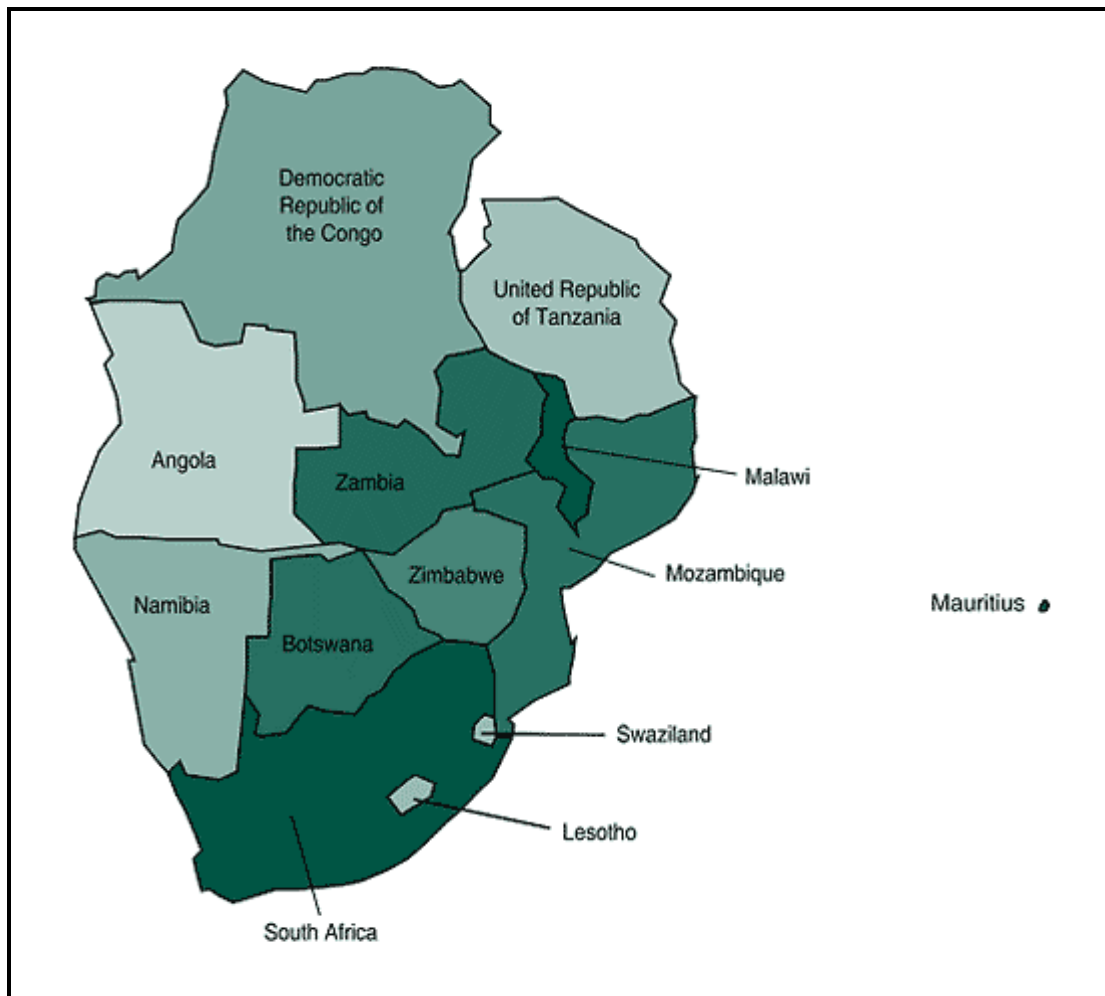 Democratic
Republic of
the Congo
United Republic
of Tanzania
Angola
Zambia
Malawi
Zimbabwe
Mozambique
Namibia
Mauritius
Botswana
Swaziland
Lesotho
South Africa